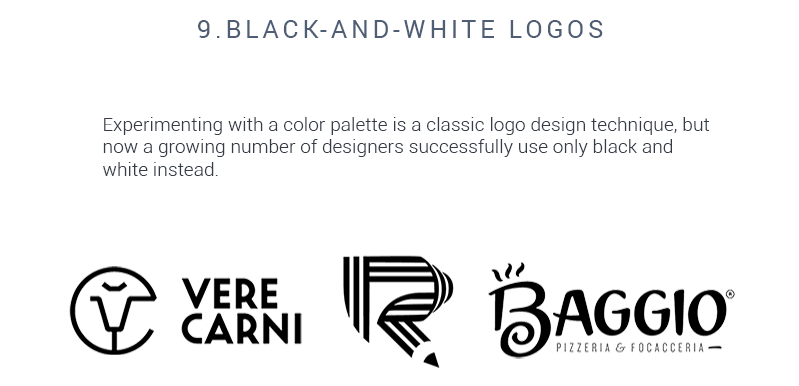 9.BLACK-AND-WHITE LOGOS
Experimenting with a color palette is a classic logo design technique, but
now a growing number of designers successfully use only black and
white instead.
VERE
CARNI
R
BAGGIO®
PIZZERIA & FOCACCERIA